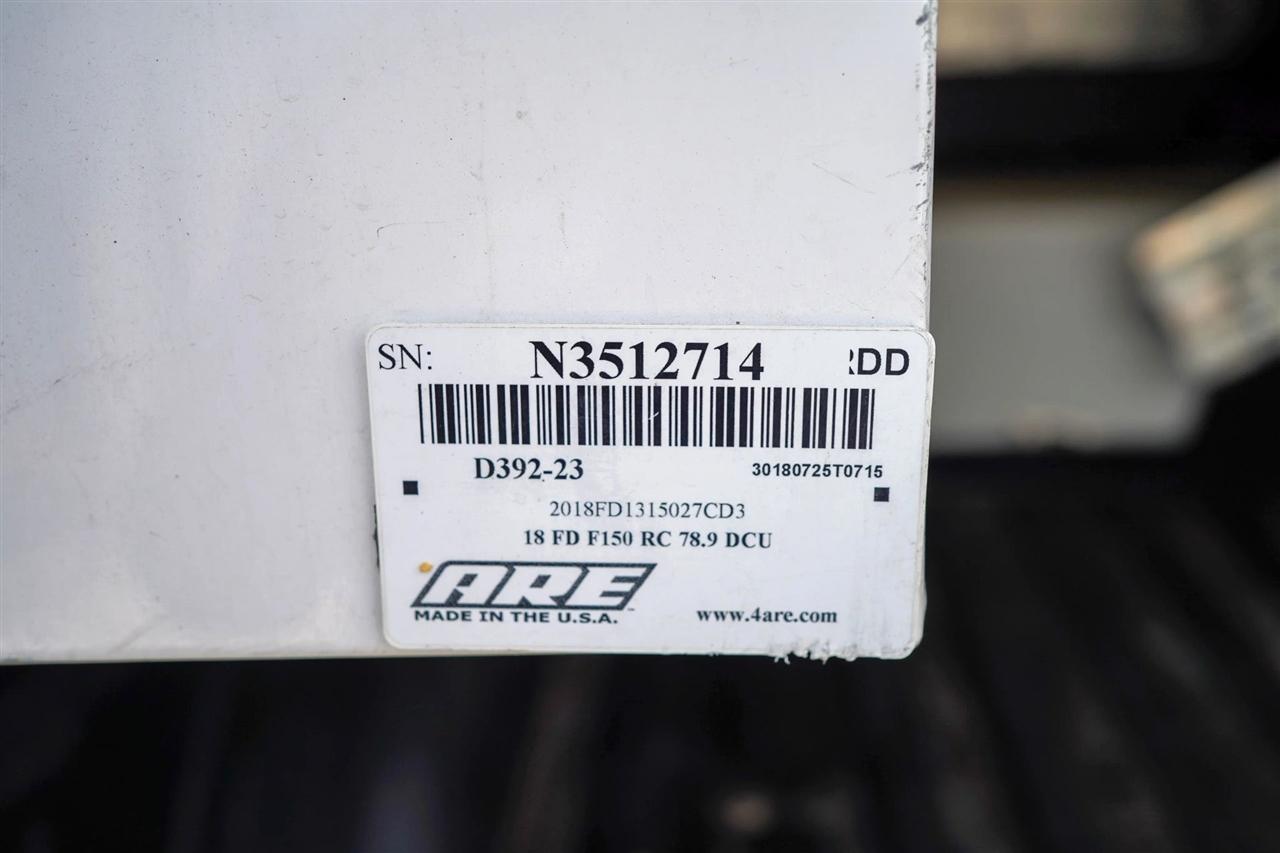 SN: N3512714 RDD
D392-23 30180725T0715
2018FD1315027CD3
18 FD F150 RC 78.9 DCU
ARE
MADE IN THE U.S.A. www.4are.com